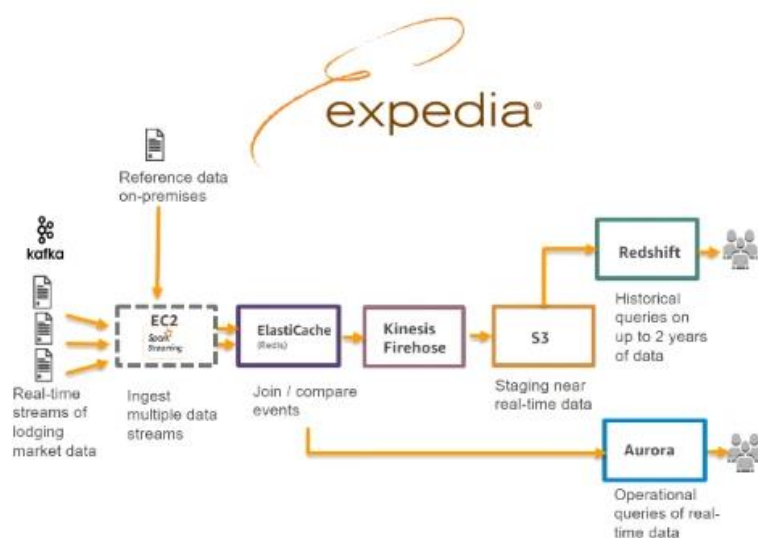 expedia®
Reference data
on-premises
kafka
EC2
Spark
Streaming
ElastiCache
(Redis)
Kinesis
Firehose
S3
Redshift
Historical
queries on
up to 2 years
of data
Real-time
streams of
lodging
market data
Ingest
multiple data
streams
Join / compare
events
Staging near
real-time data
Aurora
Operational
queries of real-
time data